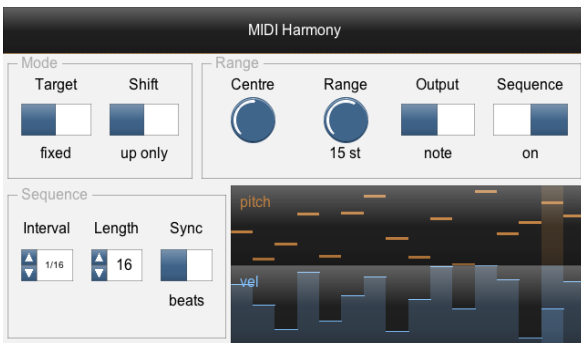 MIDI Harmony
Mode
Range
Target Shift
Centre Range Output Sequence
fixed up only
15 st note on
Sequence
Interval Length Sync
1/16 16
beats
pitch
vel